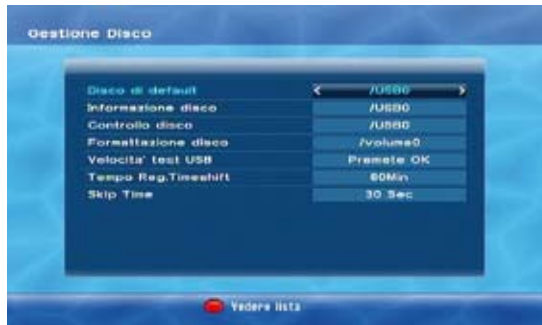 Gestione Disco
Disco di default /USB0
Informazione disco /USB0
Controllo disco /USB0
Formattazione disco /volume0
Velocita' test USB Premete OK
Tempo Reg.Timeshift 60Min
Skip Time 30 Sec
Vedere lista